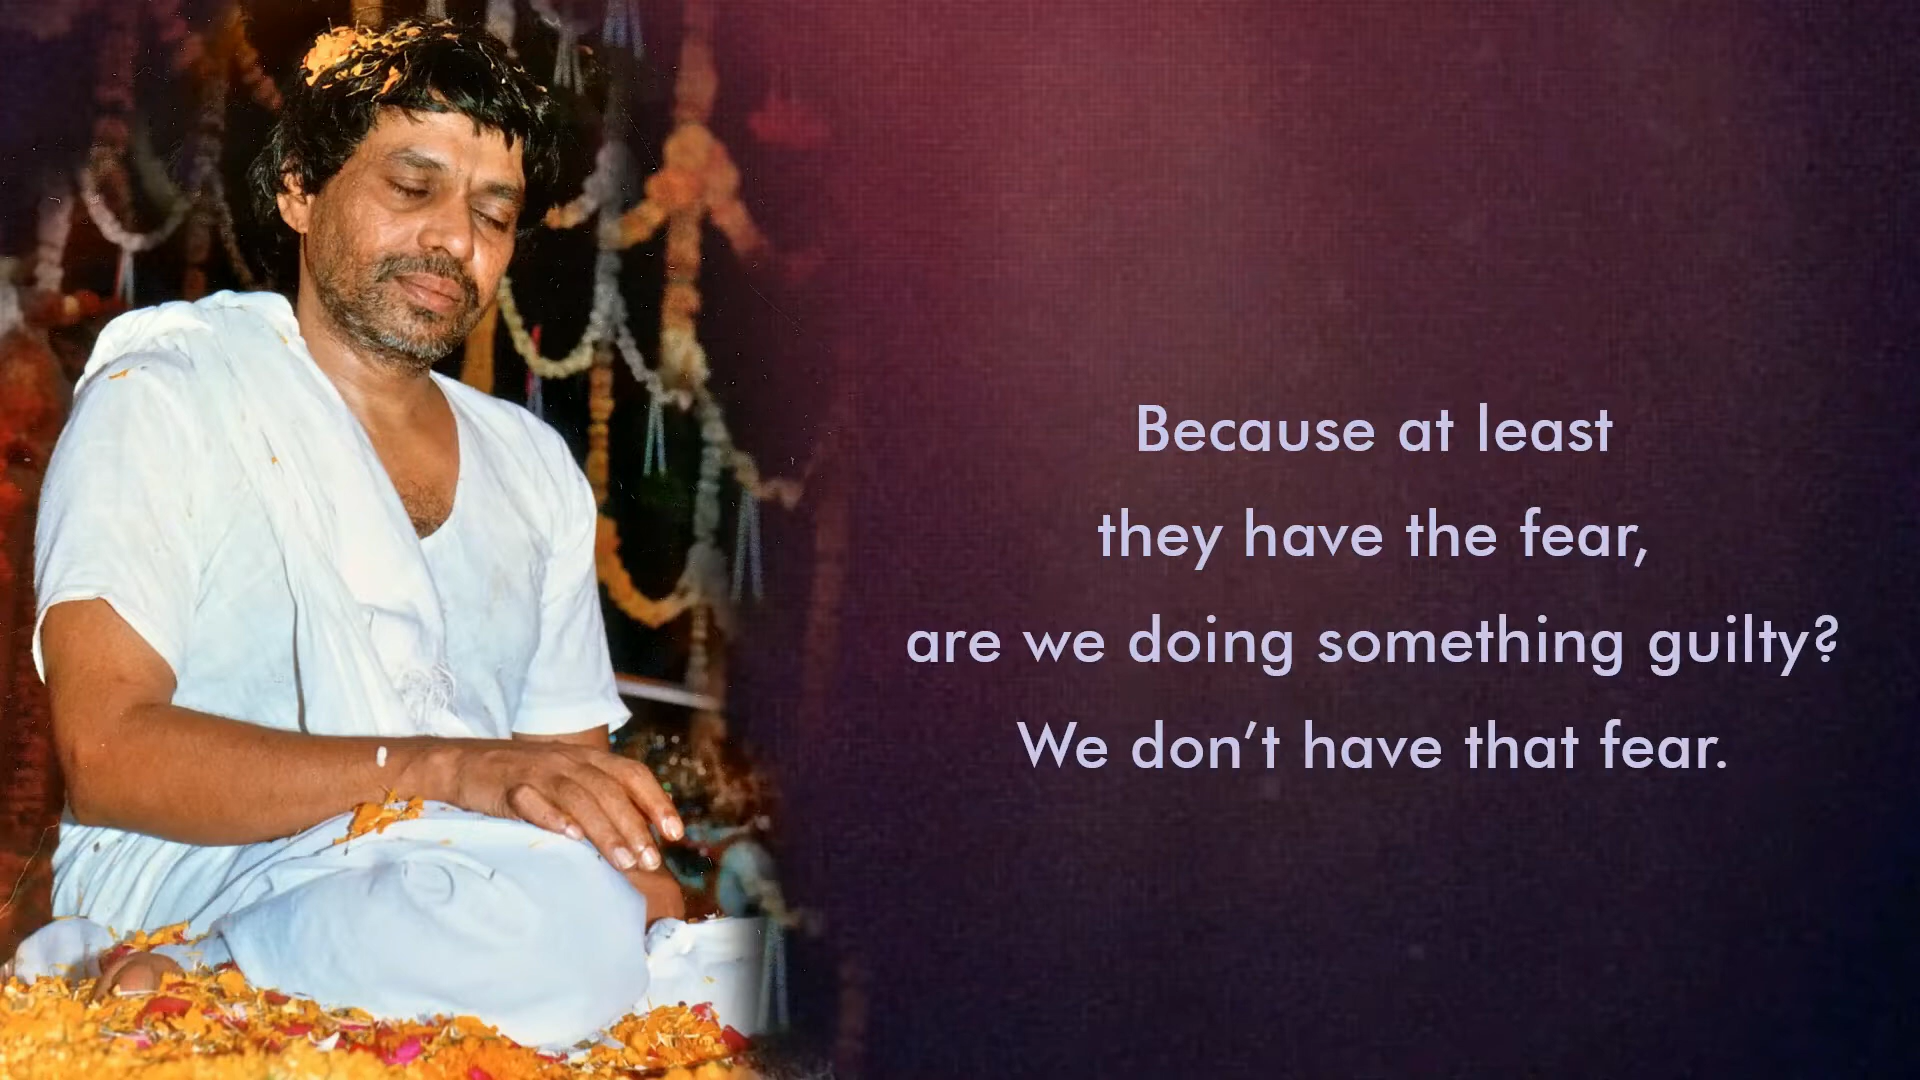 Because at least
they have the fear,
are we doing something guilty?
We don’t have that fear.